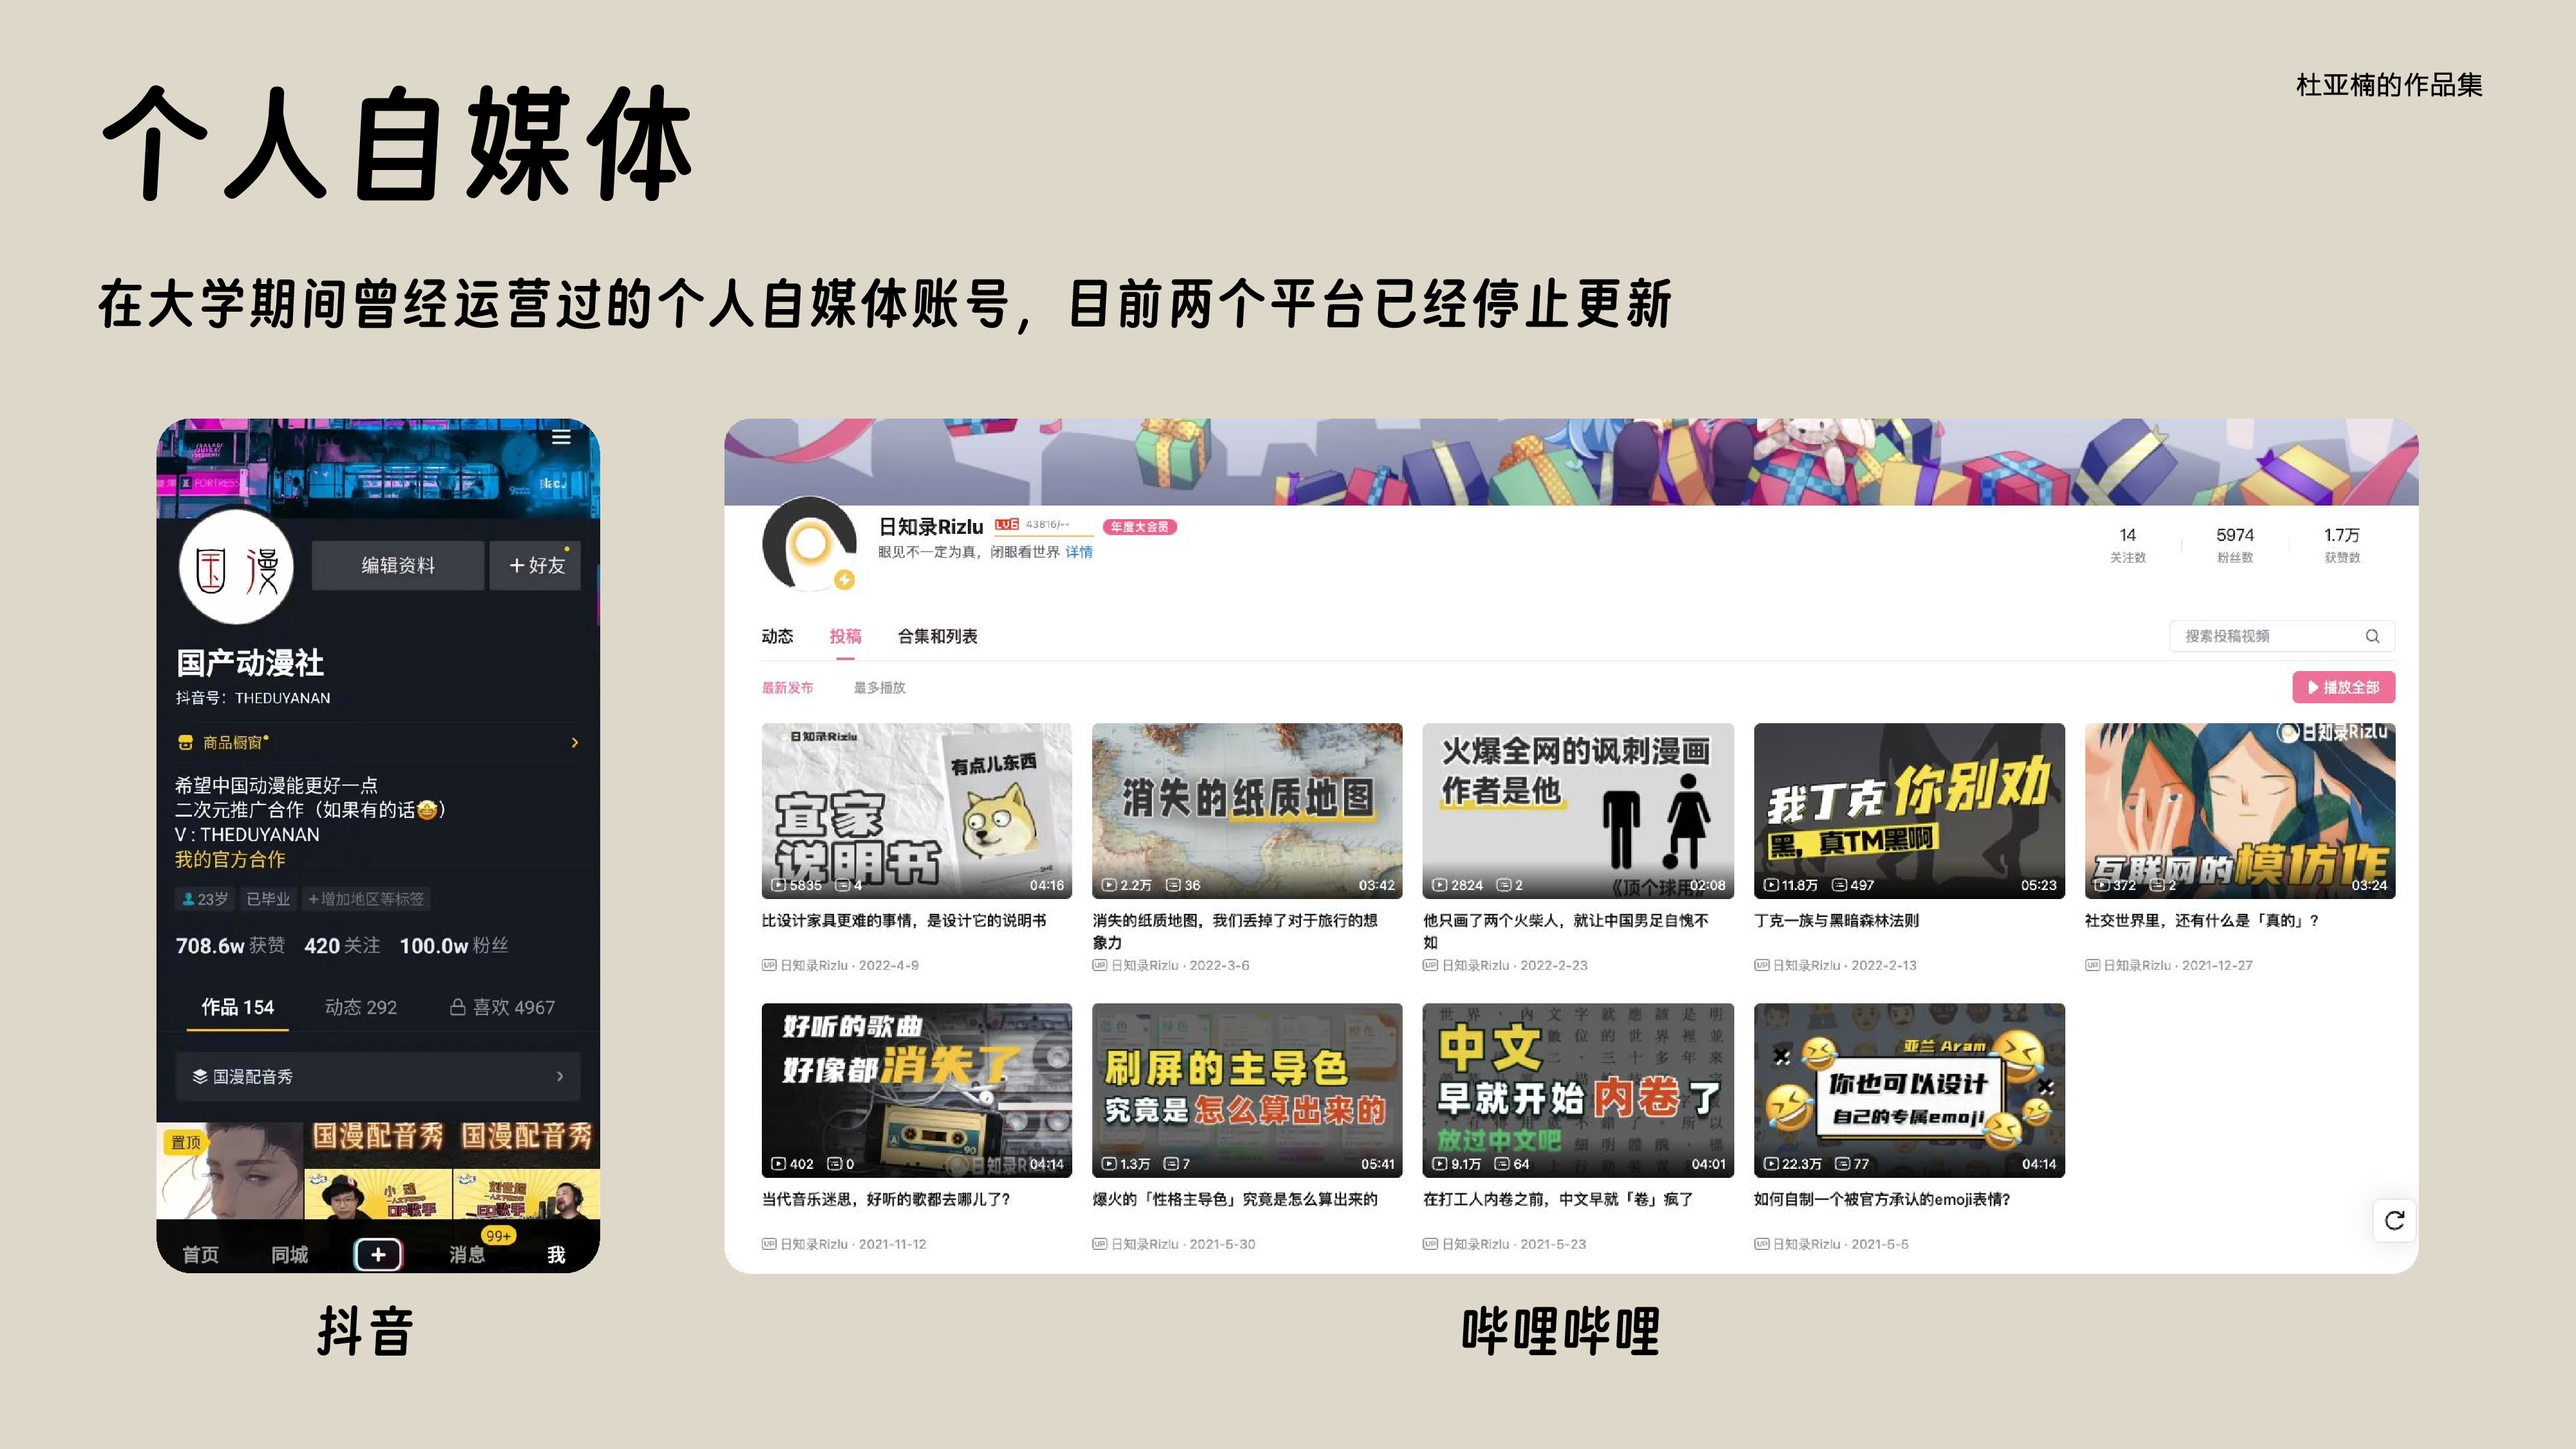 个人自媒体
杜亚楠的作品集
在大学期间曾经运营过的个人自媒体账号，目前两个平台已经停止更新
FORTRESS
国 漫
编辑资料
+好友
国产动漫社
抖音号：THEDUYANAN
商品橱窗
希望中国动漫能更好一点
二次元推广合作（如果有的话🤩）
V : THEDUYANAN
我的官方合作
23岁 已毕业 +增加地区等标签
708.6w 获赞 420 关注 100.0w 粉丝
作品 154 动态 292 喜欢 4967
国漫配音秀
置顶
国漫配音秀 国漫配音秀
首页 同城 + 消息 99+ 我
抖音
日知录Rizlu LV6 43816/-- 年度大会员
眼见不一定为真，闭眼看世界 详情
14 5974 1.7万
关注数 粉丝数 获赞数
动态 投稿 合集和列表
搜索投稿视频
最新发布 最多播放
播放全部
日知录Rizlu
有点儿东西
宜家
说明书
5835 4 04:16
比设计家具更难的事情，是设计它的说明书
日知录Rizlu · 2022-4-9
消失的纸质地图
2.2万 36 03:42
消失的纸质地图，我们丢掉了对于旅行的想
象力
日知录Rizlu · 2022-3-6
火爆全网的讽刺漫画
作者是他
《顶个球用》
2824 2 02:08
他只画了两个火柴人，就让中国男足自愧不
如
日知录Rizlu · 2022-2-23
我丁克你别劝
黑，真TM黑啊
11.8万 497 05:23
丁克一族与黑暗森林法则
日知录Rizlu · 2022-2-13
日知录Rizlu
互联网的模仿作
372 2 03:24
社交世界里，还有什么是「真的」？
日知录Rizlu · 2021-12-27
好听的歌曲
好像都消失了
402 0 04:14
当代音乐迷思，好听的歌都去哪儿了？
日知录Rizlu · 2021-11-12
刷屏的主导色
究竟是怎么算出来的
1.3万 7 05:41
爆火的「性格主导色」究竟是怎么算出来的
日知录Rizlu · 2021-5-30
中文
早就开始内卷了
放过中文吧
9.1万 64 04:01
在打工人内卷之前，中文早就「卷」疯了
日知录Rizlu · 2021-5-23
亚兰 Aram
你也可以设计
自己的专属emoji
22.3万 77 04:14
如何自制一个被官方承认的emoji表情？
日知录Rizlu · 2021-5-5
哔哩哔哩